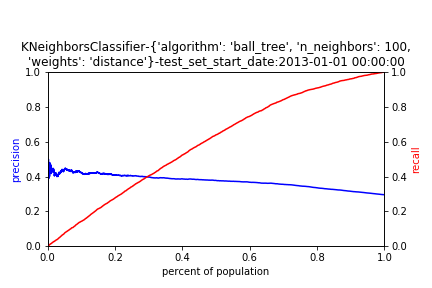 KNeighborsClassifier-{'algorithm': 'ball_tree', 'n_neighbors': 100,
'weights': 'distance'}-test_set_start_date:2013-01-01 00:00:00
1.0
0.8
0.6
0.4
0.2
0.0
precision
1.0
0.8
0.6
0.4
0.2
0.0
recall
0.0 0.2 0.4 0.6 0.8 1.0
percent of population